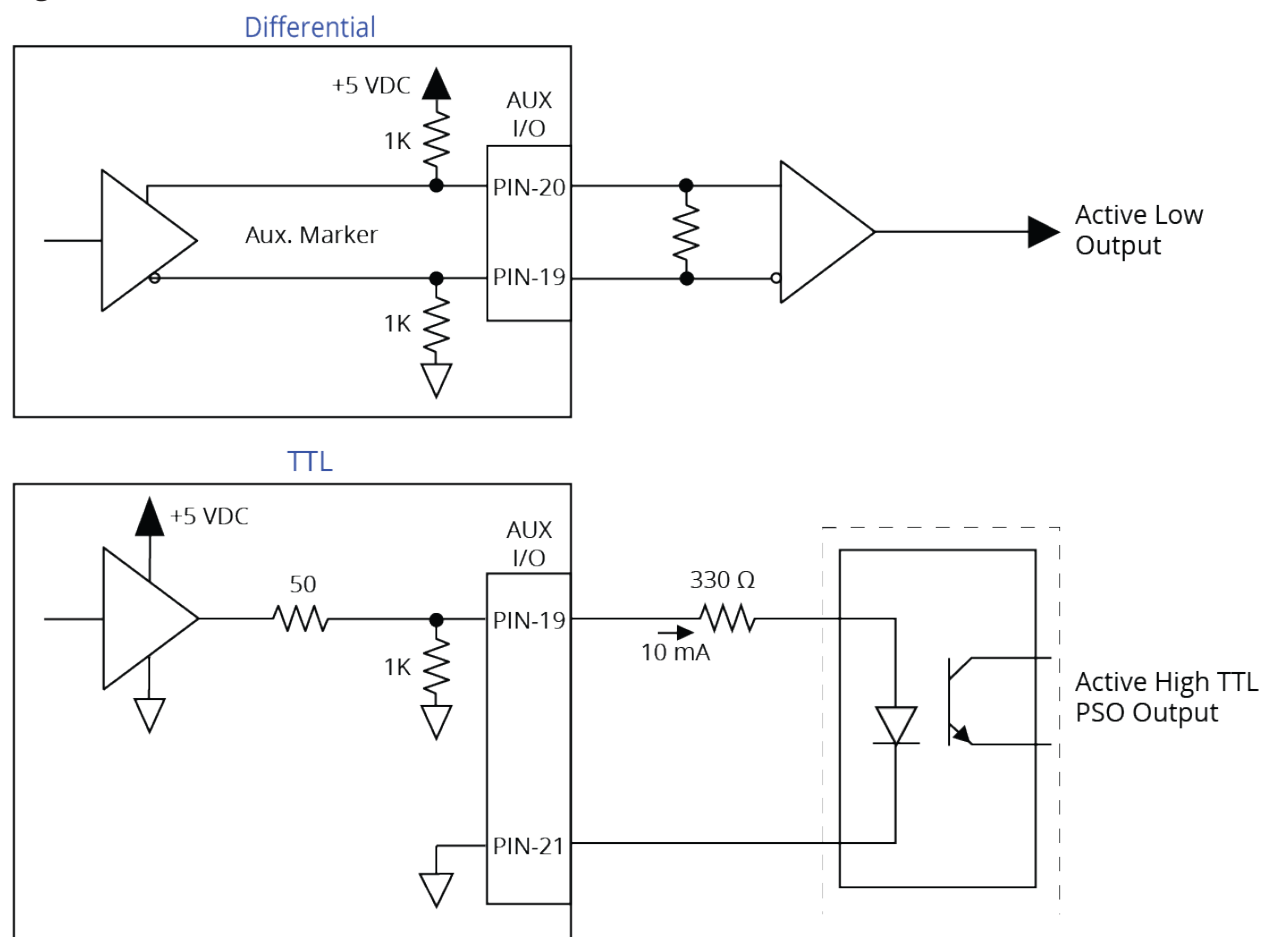 Differential
+5 VDC
AUX
I/O
1K
PIN-20
Aux. Marker
PIN-19
1K
Active Low
Output
TTL
+5 VDC
AUX
I/O
50
330 Ω
PIN-19
10 mA
1K
Active High TTL
PSO Output
PIN-21